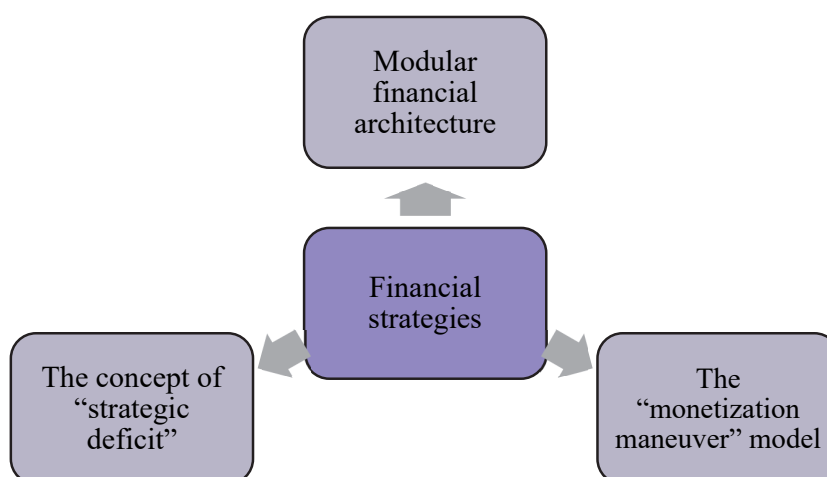 Modular
financial
architecture
Financial
strategies
The concept of
“strategic
deficit”
The
“monetization
maneuver” model